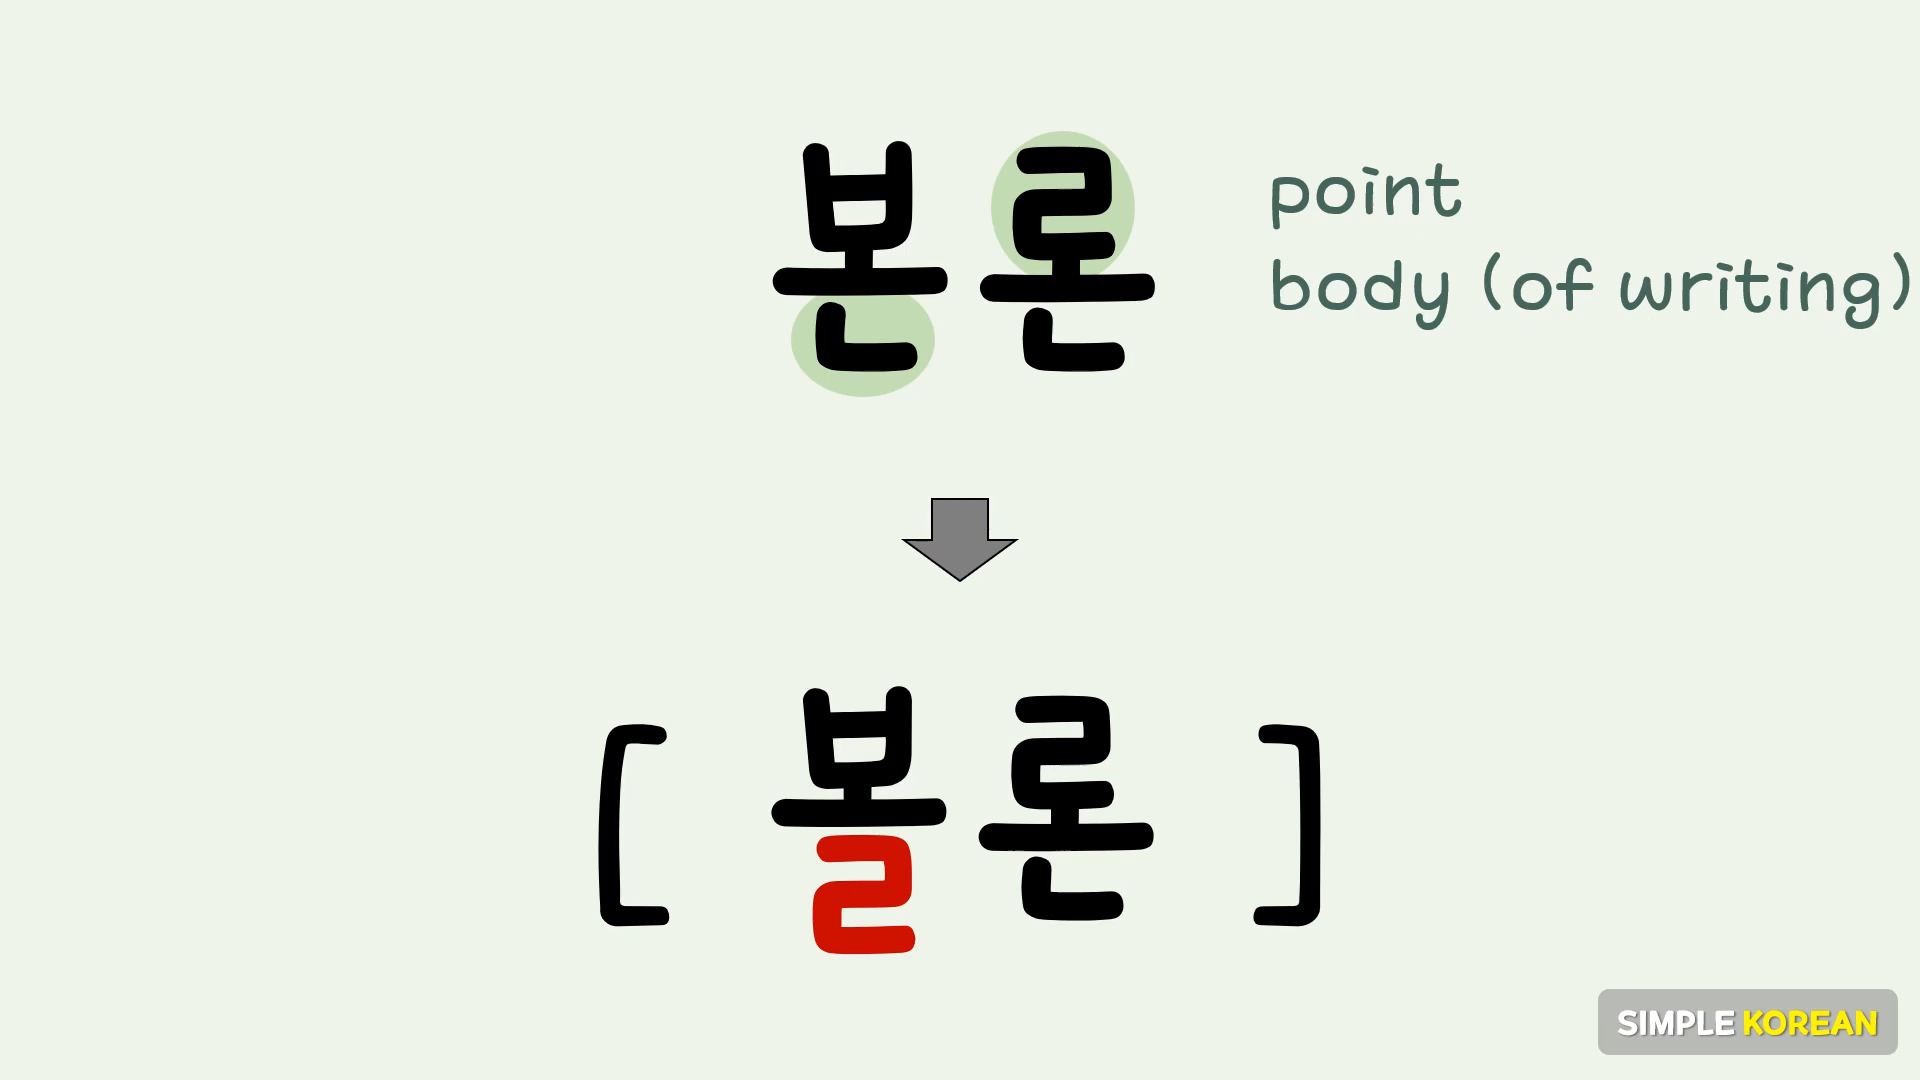 본론
point
body (of writing)
[ 볼론 ]
SIMPLE KOREAN